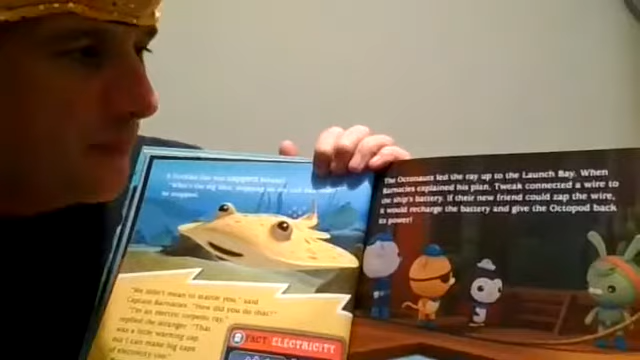 "We didn't mean to startle you," said
Captain Barnacles. "How did you do that?"
"I'm an electric torpedo ray,"
replied the stranger. "That
was a little warning zap,
but I can make big zaps
of electricity too."
FACT: ELECTRICITY
The Octonauts led the ray up to the Launch Bay. When
Barnacles explained his plan, Tweak connected a wire to
the ship's battery. If their new friend could zap the wire,
it would recharge the battery and give the Octopod back
its power!